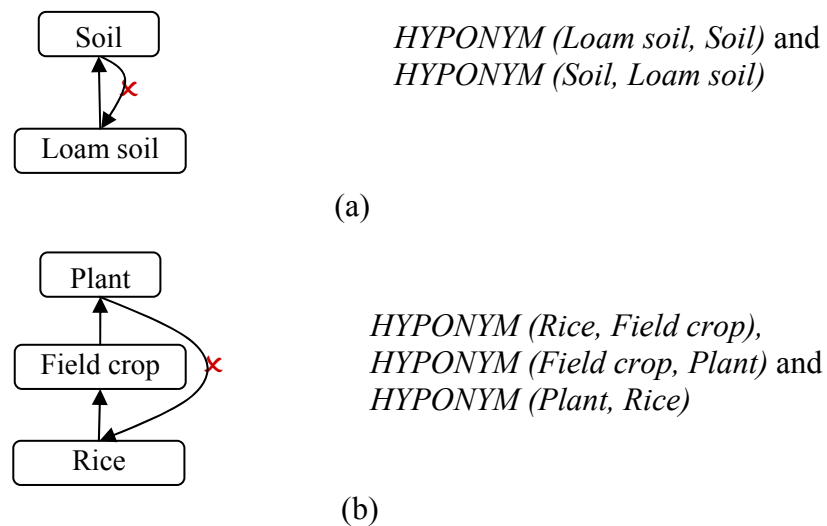 Soil
HYPONYM (Loam soil, Soil) and
HYPONYM (Soil, Loam soil)
Loam soil
(a)
Plant
Field crop
Rice
HYPONYM (Rice, Field crop),
HYPONYM (Field crop, Plant) and
HYPONYM (Plant, Rice)
(b)